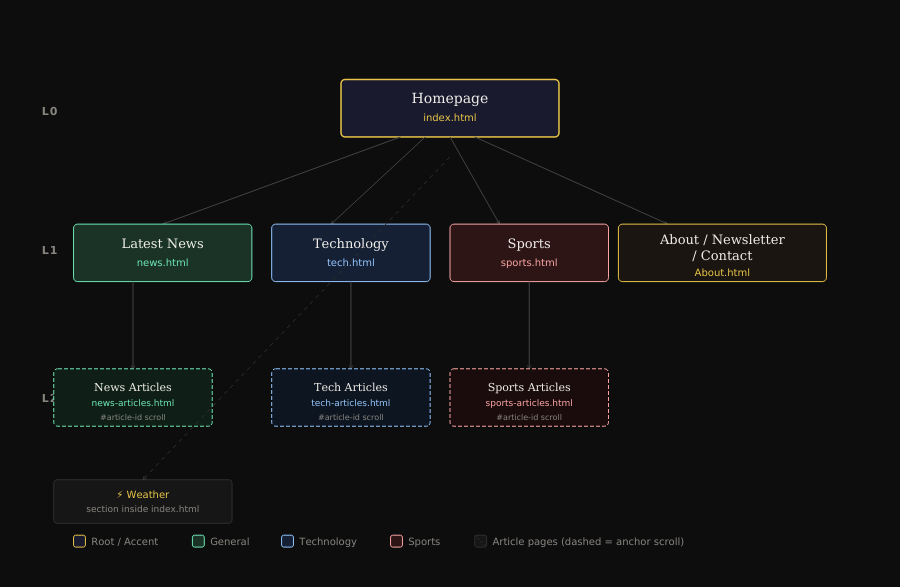 Homepage
index.html
L0
Latest News
news.html
Technology
tech.html
Sports
sports.html
About / Newsletter
/ Contact
About.html
L1
News Articles
news-articles.html
#article-id scroll
Tech Articles
tech-articles.html
#article-id scroll
Sports Articles
sports-articles.html
#article-id scroll
L2
⚡ Weather
section inside index.html
Root / Accent
General
Technology
Sports
Article pages (dashed = anchor scroll)